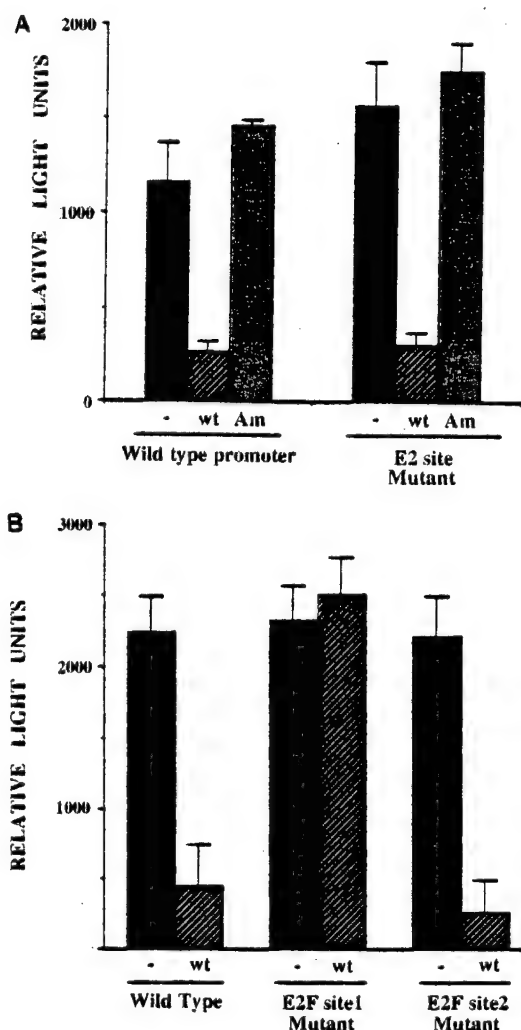 A
2000
RELATIVE LIGHT UNITS
1000
0
- wt Am - wt Am
Wild type promoter
E2 site
Mutant
B
3000
RELATIVE LIGHT UNITS
2000
1000
- wt - wt - wt
Wild Type
E2F site1
Mutant
E2F site2
Mutant